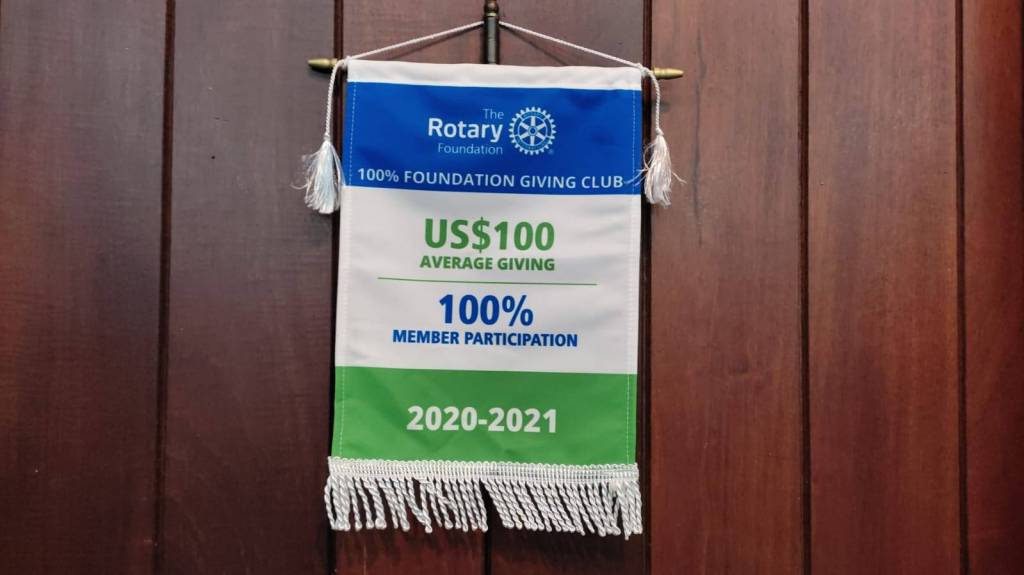 The
Rotary
Foundation
100% FOUNDATION GIVING CLUB
US$100
AVERAGE GIVING
100%
MEMBER PARTICIPATION
2020-2021